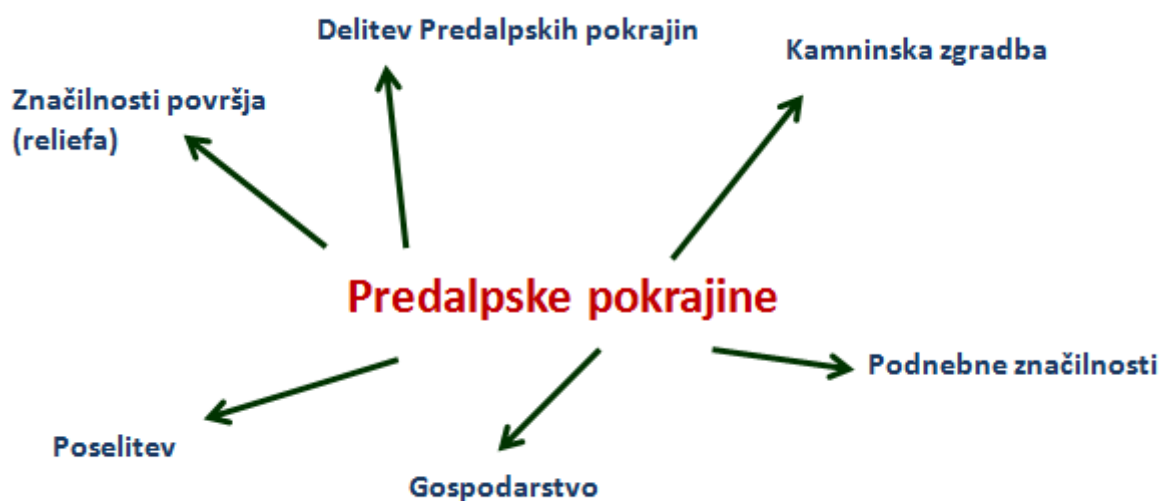 Delitev Predalpskih pokrajin
Kamninska zgradba
Značilnosti površja
(reliefa)
Predalpske pokrajine
Podnebne značilnosti
Poselitev
Gospodarstvo